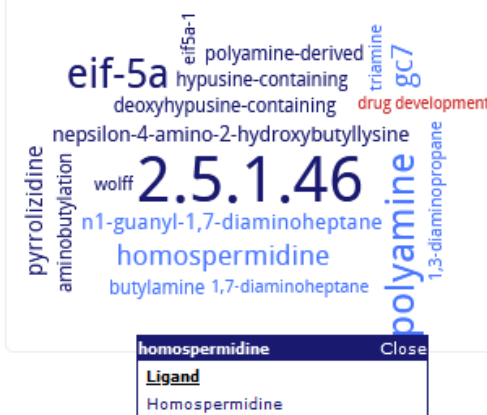 eif5a-1
polyamine-derived
triamine
gc7
eif-5a
hypusine-containing
deoxyhypusine-containing
drug development
nepsilon-4-amino-2-hydroxybutyllysine
pyrrolizidine
aminobutylation
wolff
2.5.1.46
polyamine
1,3-diaminopropane
n1-guanyl-1,7-diaminoheptane
homospermidine
butylamine
1,7-diaminoheptane
homospermidine Close
Ligand
Homospermidine